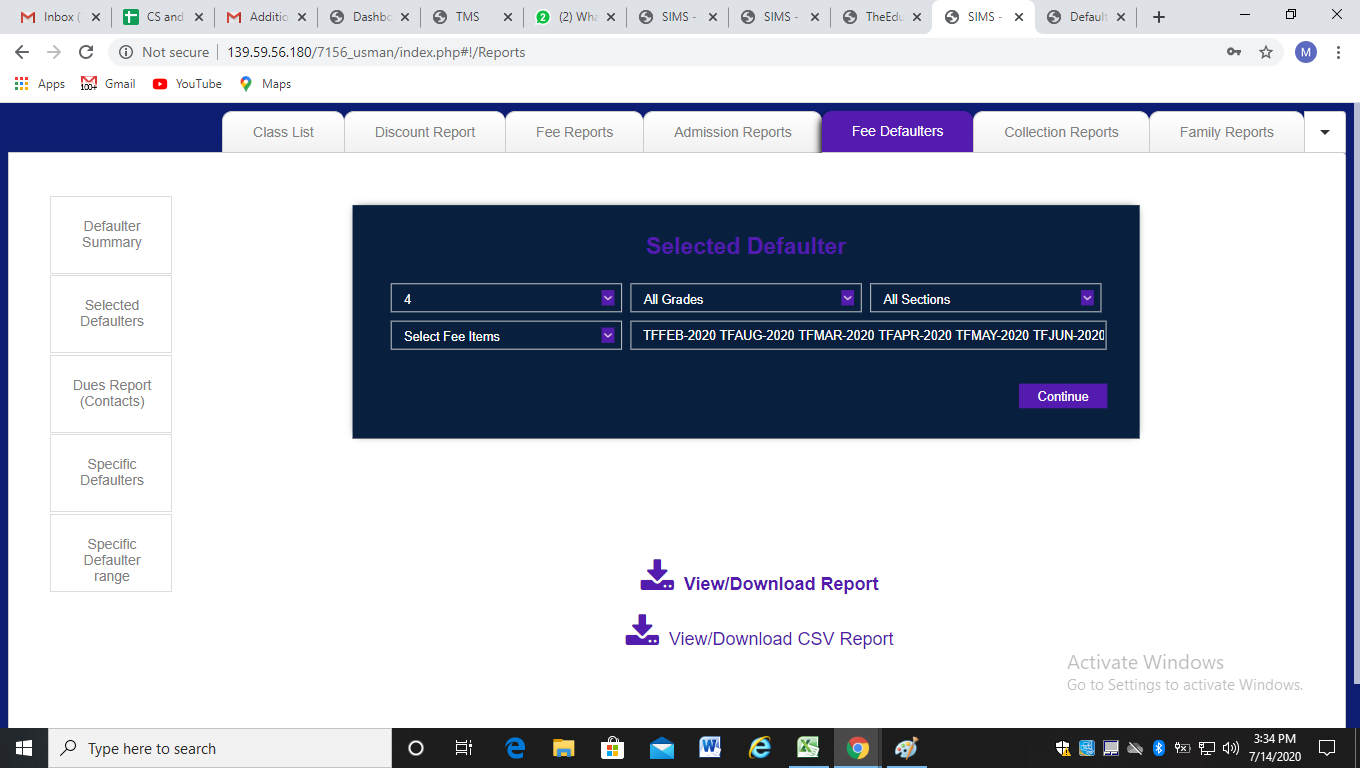 Inbox (
CS and
Additio
Dashbo
TMS
(2) Wha
SIMS -
SIMS -
TheEdu
SIMS -
Default
Not secure
139.59.56.180/7156_usman/index.php#!/Reports
M
Apps
100+
Gmail
YouTube
Maps
Class List
Discount Report
Fee Reports
Admission Reports
Fee Defaulters
Collection Reports
Family Reports
Defaulter
Summary
Selected
Defaulters
Dues Report
(Contacts)
Specific
Defaulters
Specific
Defaulter
range
Selected Defaulter
4
All Grades
All Sections
Select Fee Items
TFFEB-2020 TFAUG-2020 TFMAR-2020 TFAPR-2020 TFMAY-2020 TFJUN-2020
Continue
View/Download Report
View/Download CSV Report
Activate Windows
Go to Settings to activate Windows.
Type here to search
3:34 PM
7/14/2020